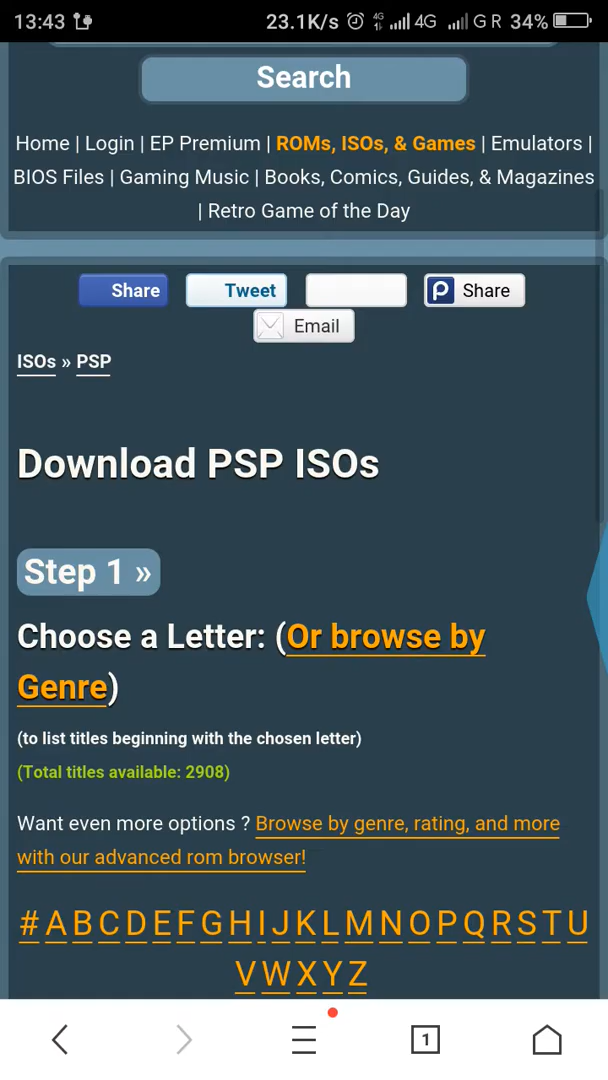 13:43 23.1K/s 4G 4G G R 34%
Search
Home | Login | EP Premium | ROMs, ISOs, & Games | Emulators |
BIOS Files | Gaming Music | Books, Comics, Guides, & Magazines
| Retro Game of the Day
Share Tweet Share
Email
ISOs » PSP
Download PSP ISOs
Step 1 »
Choose a Letter: (Or browse by
Genre)
(to list titles beginning with the chosen letter)
(Total titles available: 2908)
Want even more options ? Browse by genre, rating, and more
with our advanced rom browser!
# A B C D E F G H I J K L M N O P Q R S T U
V W X Y Z
1